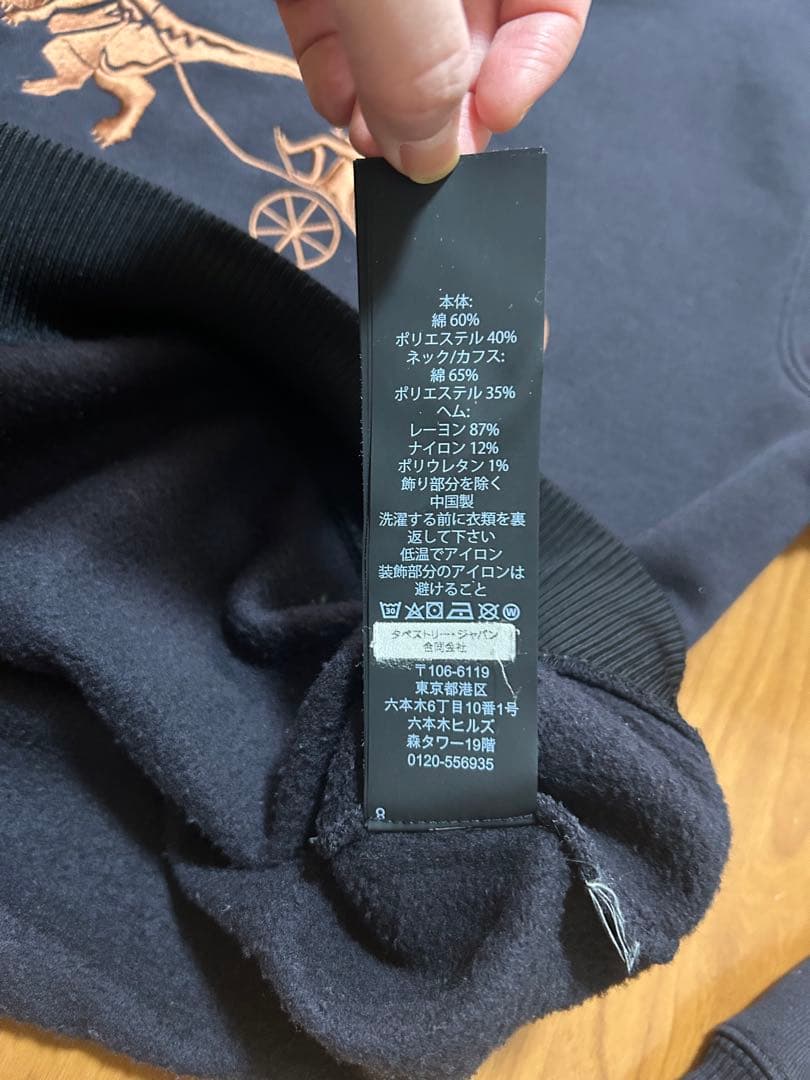 本体:
綿 60%
ポリエステル 40%
ネック/カフス:
綿 65%
ポリエステル 35%
ヘム:
レーヨン 87%
ナイロン 12%
ポリウレタン 1%
飾り部分を除く
中国製
洗濯する前に衣類を裏
返して下さい
低温でアイロン
装飾部分のアイロンは
避けること
30 W
タペストリー・ジャパン
合同会社
〒106-6119
東京都港区
六本木6丁目10番1号
六本木ヒルズ
森タワー19階
0120-556935
8